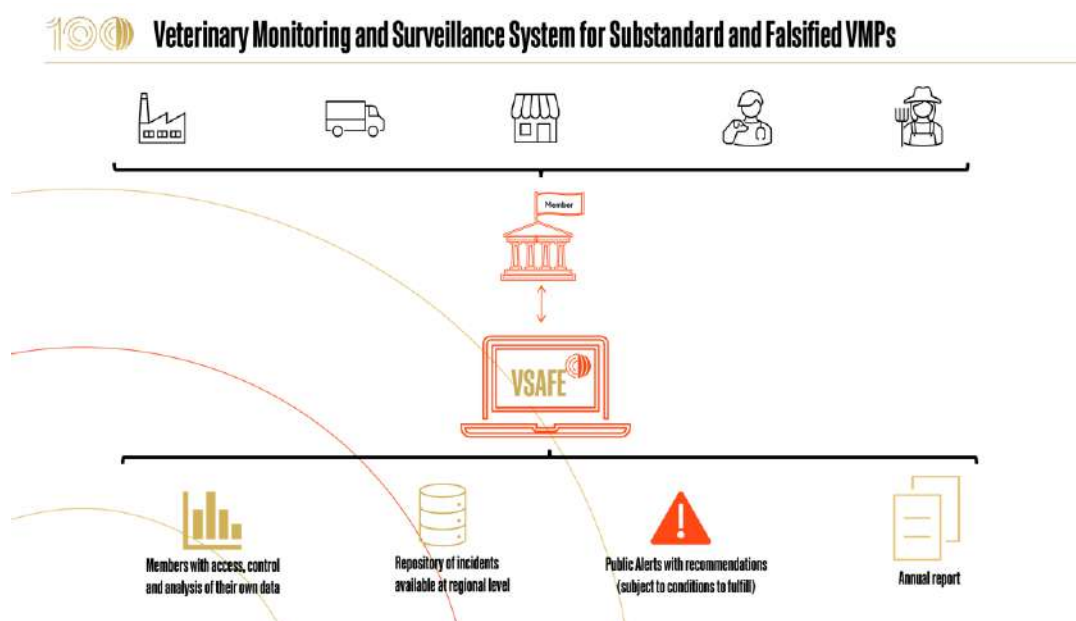 100 Veterinary Monitoring and Surveillance System for Substandard and Falsified VMPs
Member
VSAFE
Members with access, control
and analysis of their own data
Repository of incidents
available at regional level
Public Alerts with recommendations
(subject to conditions to fulfill)
Annual report